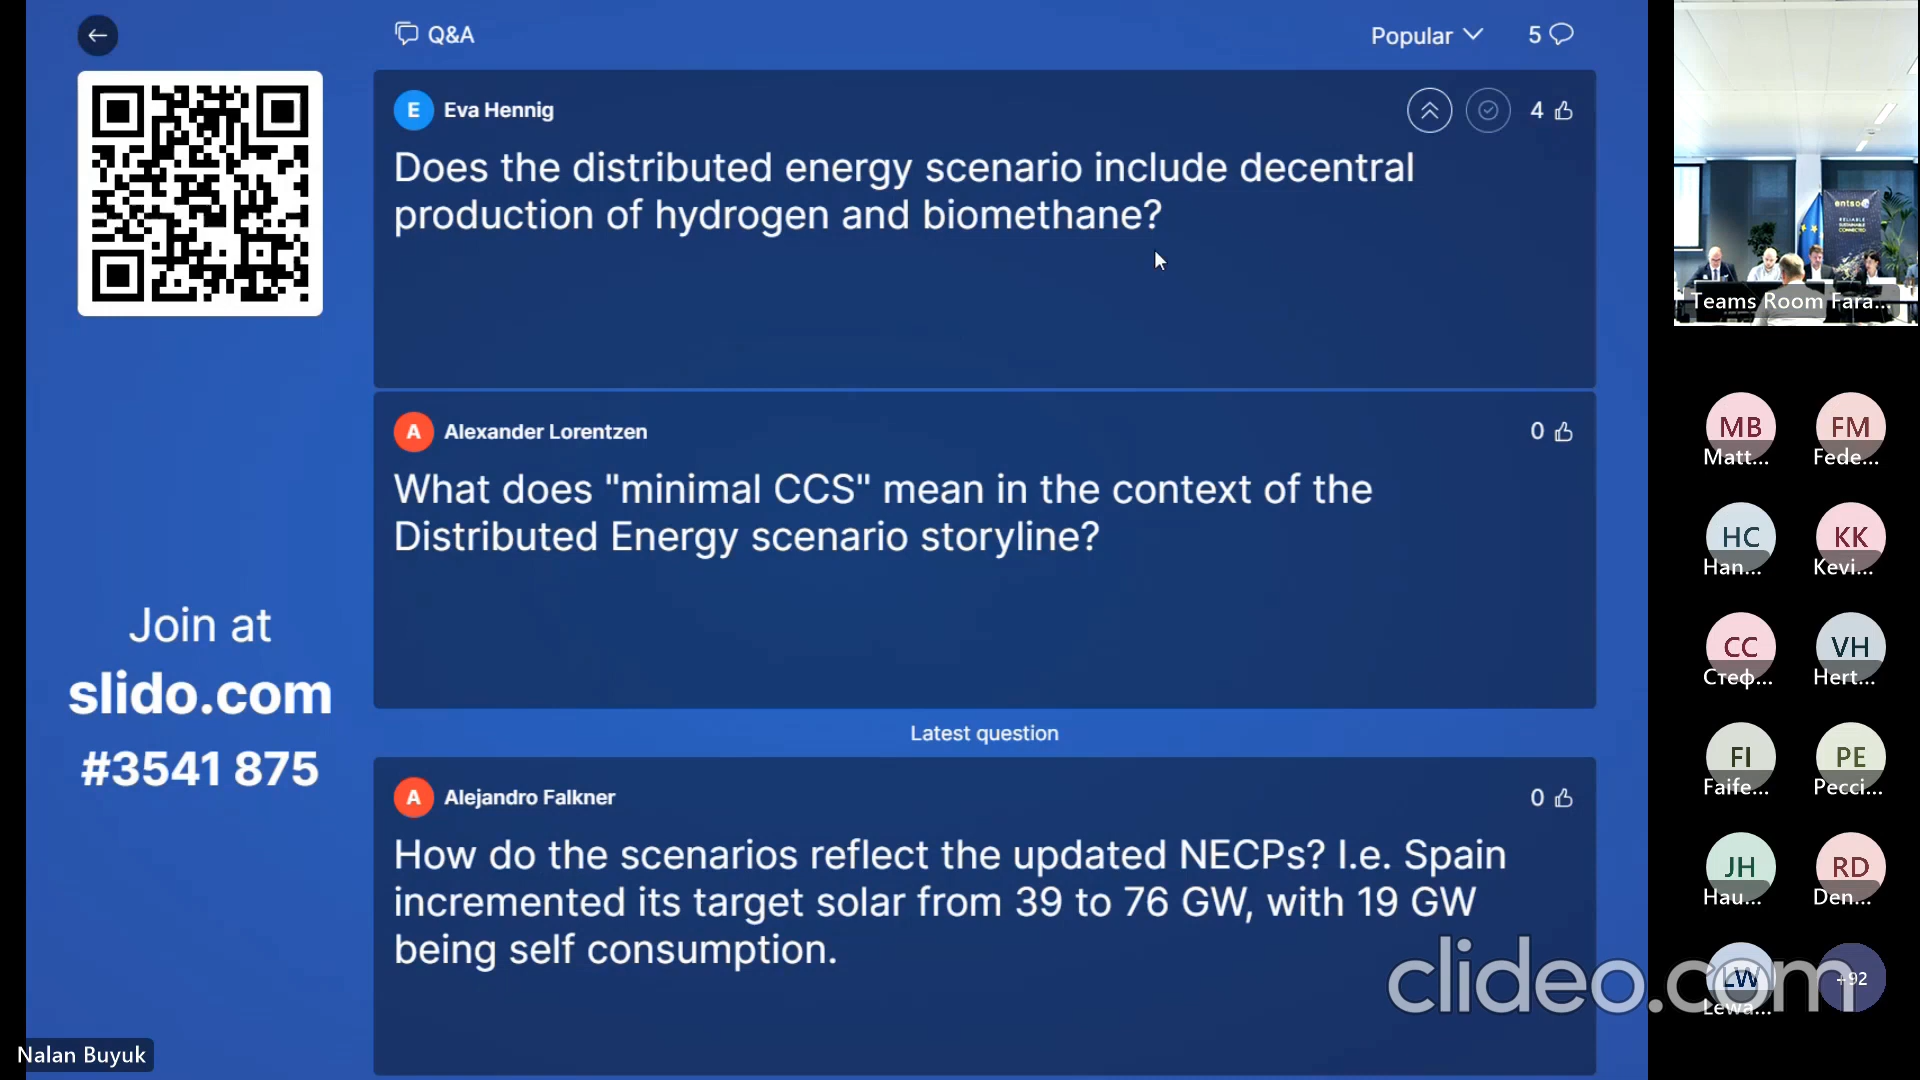 Q&A
Popular
5
E
Eva Hennig
4
Does the distributed energy scenario include decentral
production of hydrogen and biomethane?
A
Alexander Lorentzen
0
What does "minimal CCS" mean in the context of the
Distributed Energy scenario storyline?
Latest question
A
Alejandro Falkner
0
How do the scenarios reflect the updated NECPs? I.e. Spain
incremented its target solar from 39 to 76 GW, with 19 GW
being self consumption.
Join at
slido.com
#3541 875
Nalan Buyuk
entsoe
RELIABLE
SUSTAINABLE
CONNECTED
Teams Room Fara...
MB
Matt...
FM
Fede...
HC
Han...
KK
Kevi...
CC
Стеф...
VH
Hert...
FI
Faife...
PE
Pecci...
JH
Hau...
RD
Den...
LW
Lewa...
+92
clideo.com